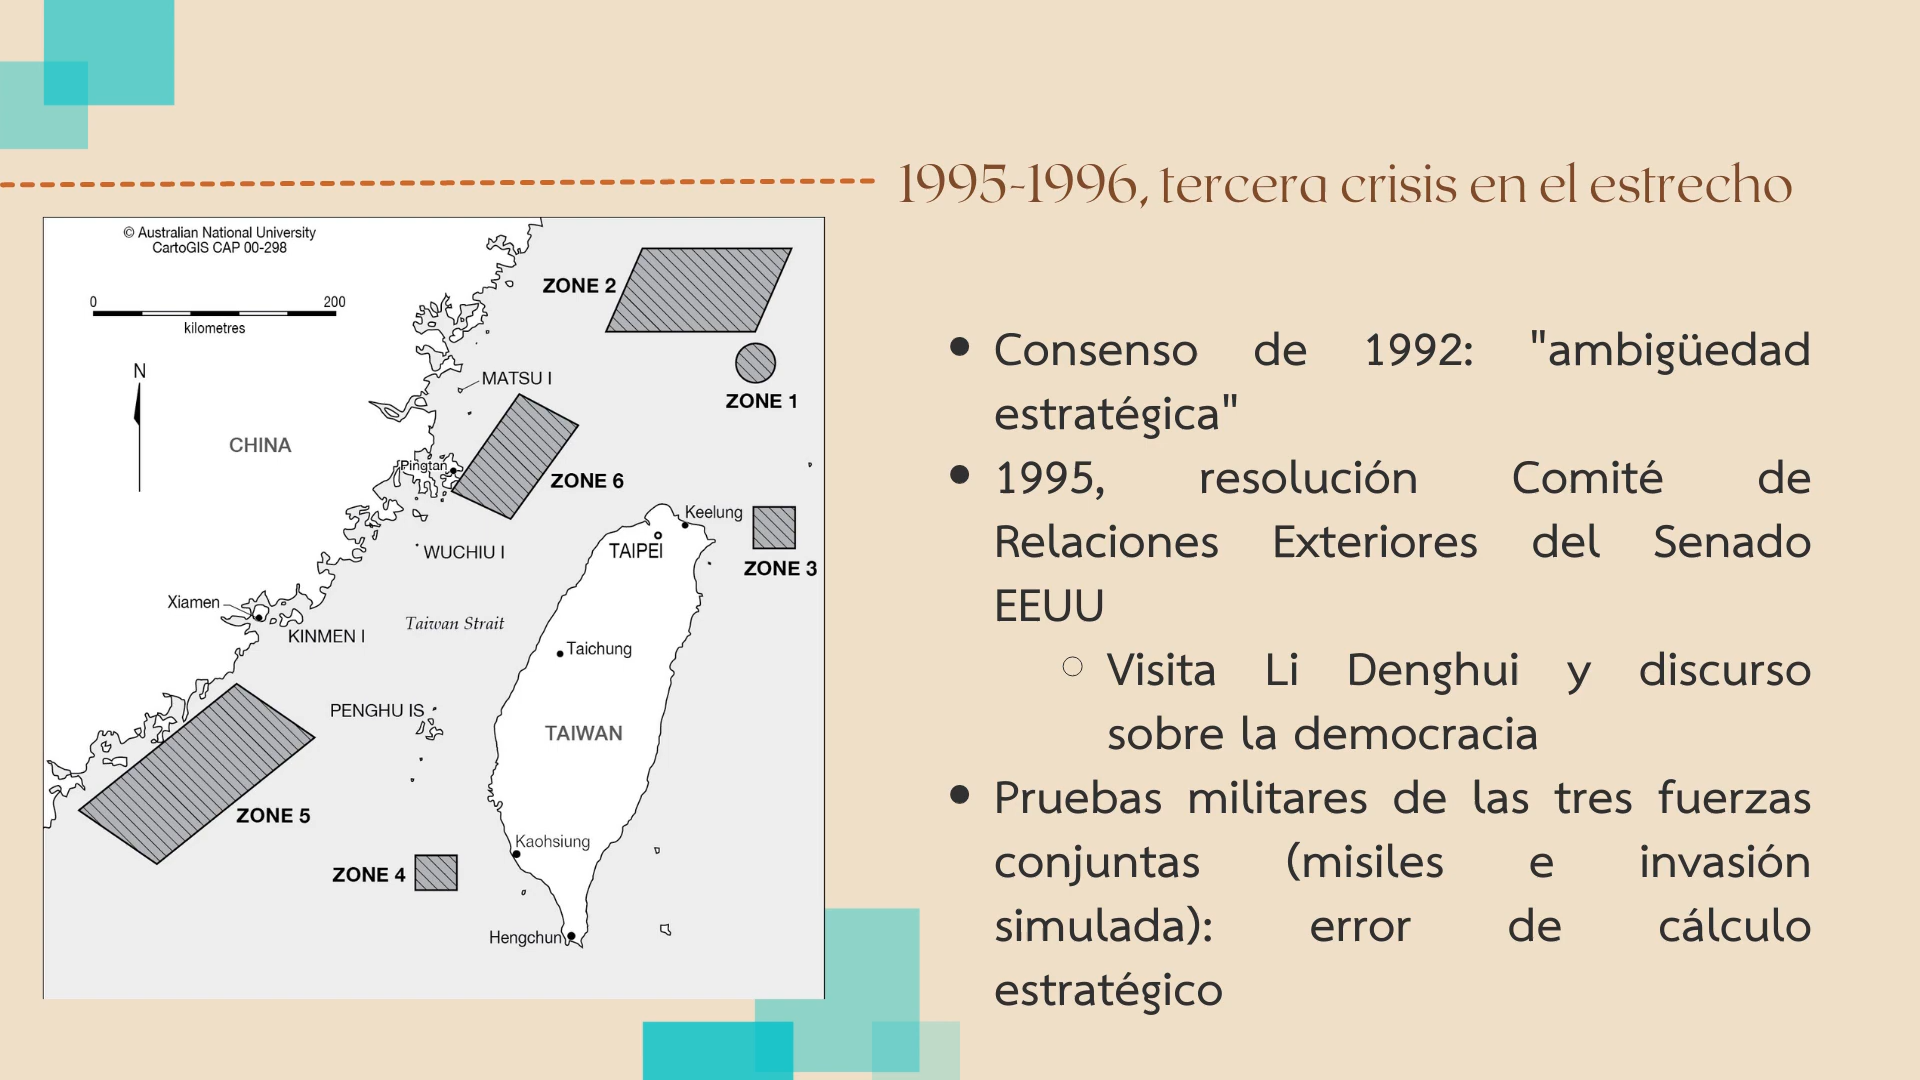 1995-1996, tercera crisis en el estrecho
© Australian National University
CartoGIS CAP 00-298
0 200
kilometres
N
CHINA
ZONE 2
ZONE 1
MATSU I
Pingtan
ZONE 6
Keelung
TAIPEI
WUCHIU I
ZONE 3
Xiamen
KINMEN I
Taiwan Strait
Taichung
PENGHU IS
TAIWAN
ZONE 5
Kaohsiung
ZONE 4
Hengchun
• Consenso de 1992: "ambigüedad
estratégica"
• 1995, resolución Comité de
Relaciones Exteriores del Senado
EEUU
○ Visita Li Denghui y discurso
sobre la democracia
• Pruebas militares de las tres fuerzas
conjuntas (misiles e invasión
simulada): error de cálculo
estratégico